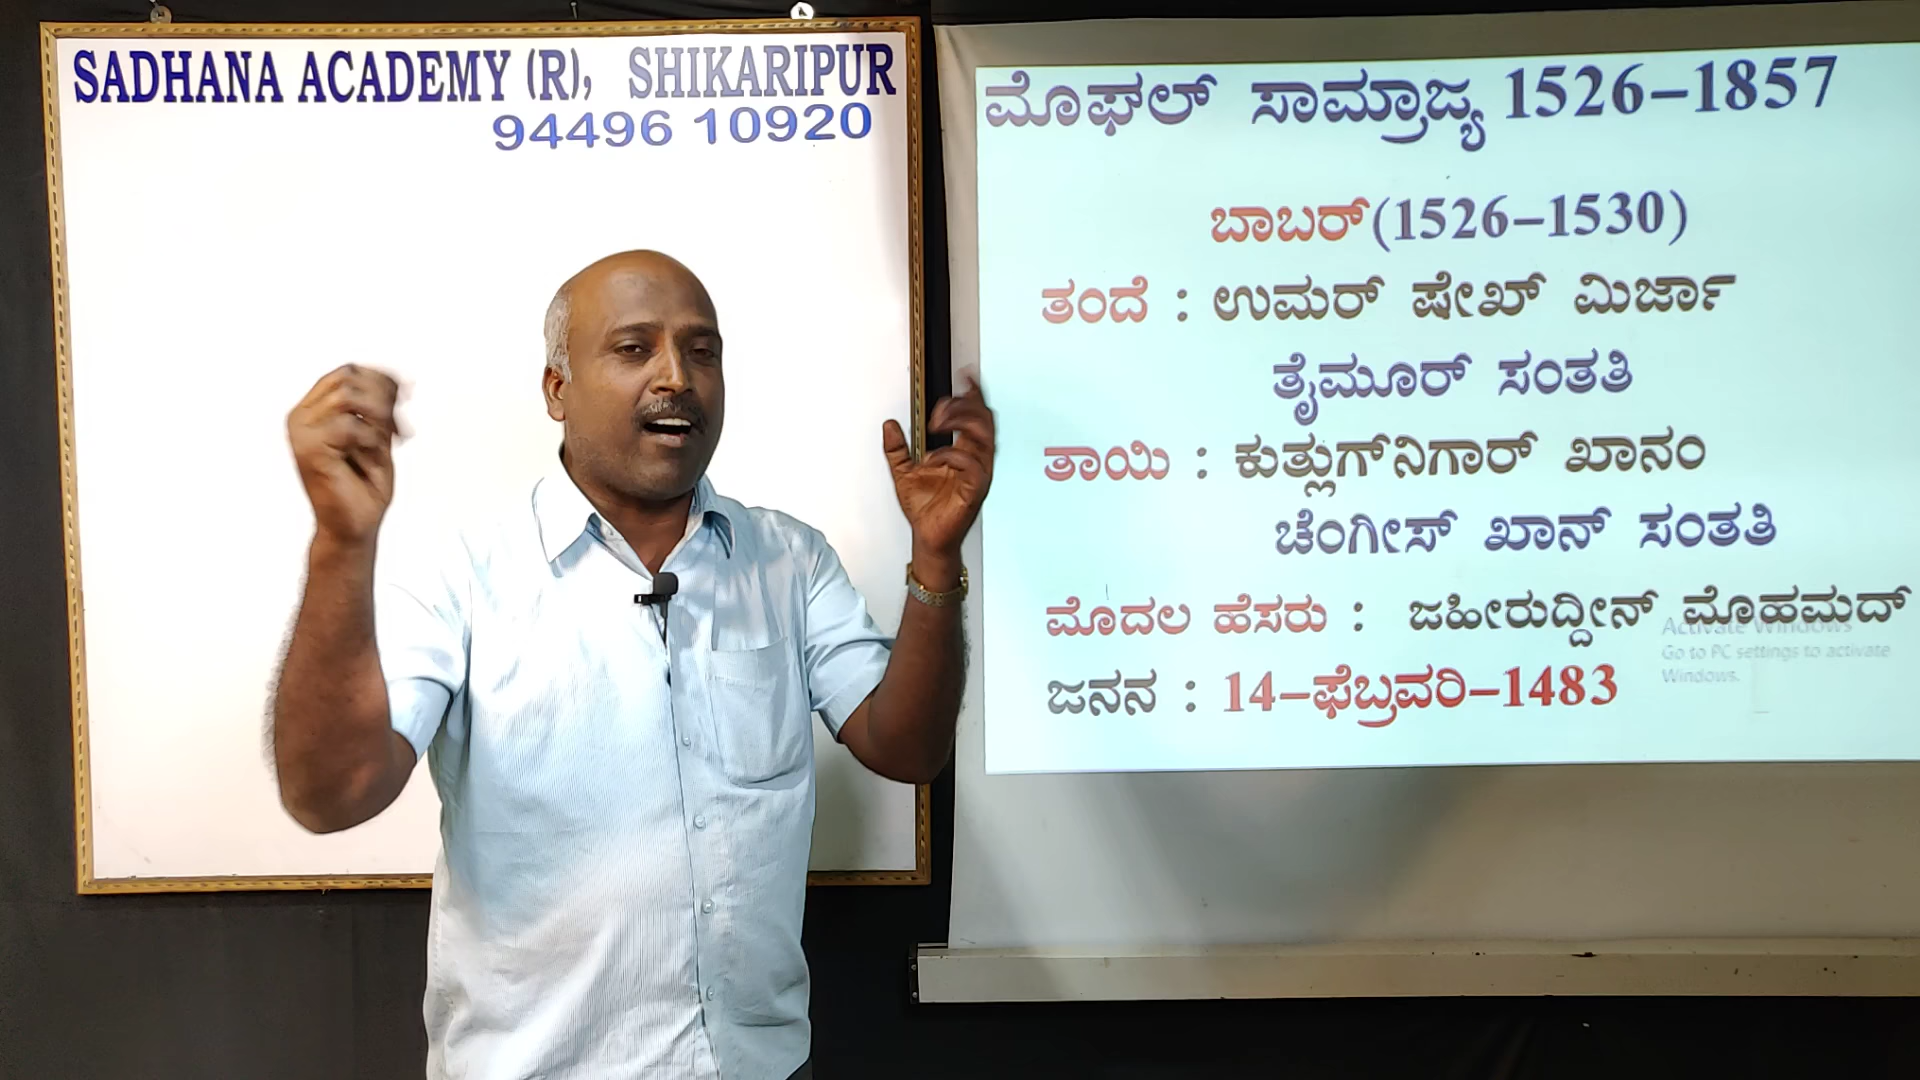 SADHANA ACADEMY (R), SHIKARIPUR
94496 10920
ಮೊಘಲ್ ಸಾಮ್ರಾಜ್ಯ 1526-1857
ಬಾಬರ್(1526-1530)
ತಂದೆ : ಉಮರ್ ಷೇಖ್ ಮಿರ್ಜಾ
ತೈಮೂರ್ ಸಂತತಿ
ತಾಯಿ : ಕುತ್ಲುಗ್‌ನಿಗಾರ್ ಖಾನಂ
ಚೆಂಗೀಸ್ ಖಾನ್ ಸಂತತಿ
ಮೊದಲ ಹೆಸರು : ಜಹೀರುದ್ದೀನ್ ಮೊಹಮದ್
ಜನನ : 14-ಫೆಬ್ರವರಿ-1483
Activate Windows
Go to PC settings to activate
Windows.